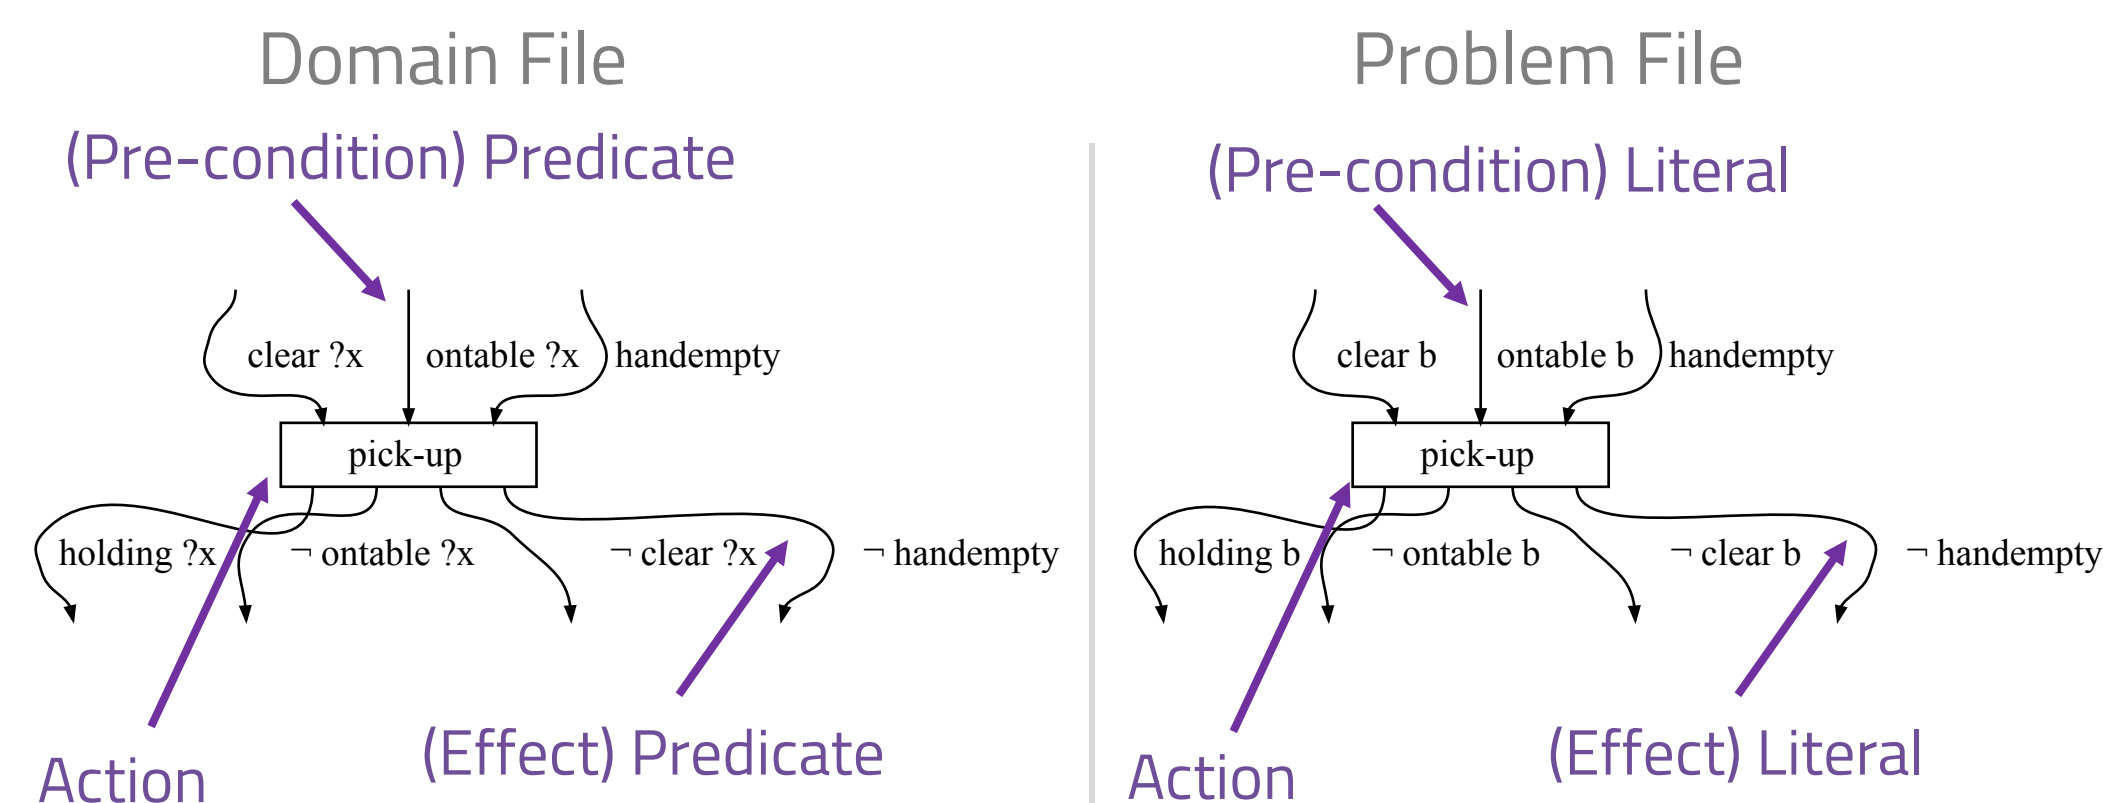 Domain File
(Pre-condition) Predicate
clear ?x
ontable ?x
handempty
pick-up
holding ?x
¬ ontable ?x
¬ clear ?x
¬ handempty
Action
(Effect) Predicate
Problem File
(Pre-condition) Literal
clear b
ontable b
handempty
pick-up
holding b
¬ ontable b
¬ clear b
¬ handempty
Action
(Effect) Literal